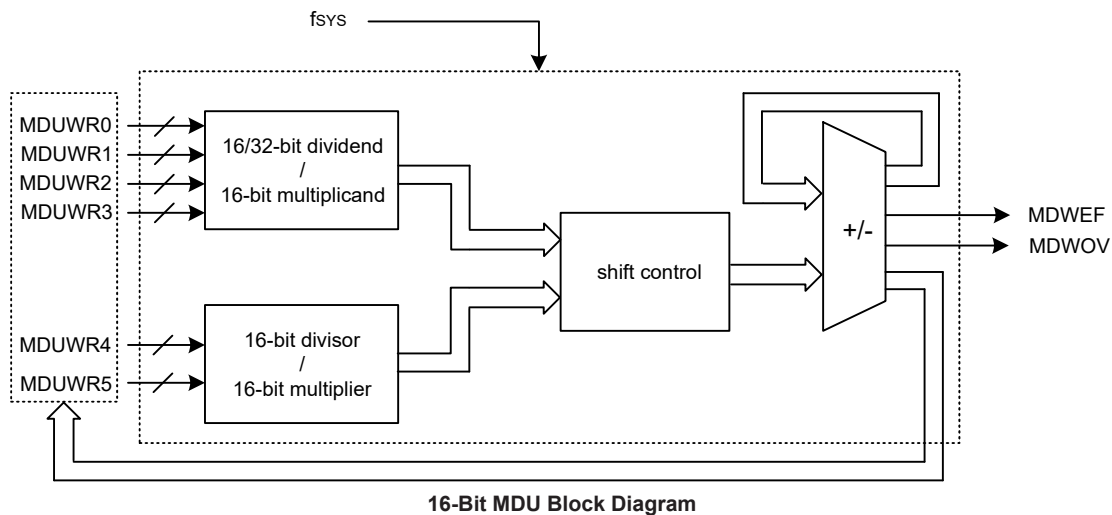 fSYS
MDUWR0
MDUWR1
MDUWR2
MDUWR3
16/32-bit dividend
/
16-bit multiplicand
shift control
+/-
MDWEF
MDWOV
MDUWR4
MDUWR5
16-bit divisor
/
16-bit multiplier
16-Bit MDU Block Diagram